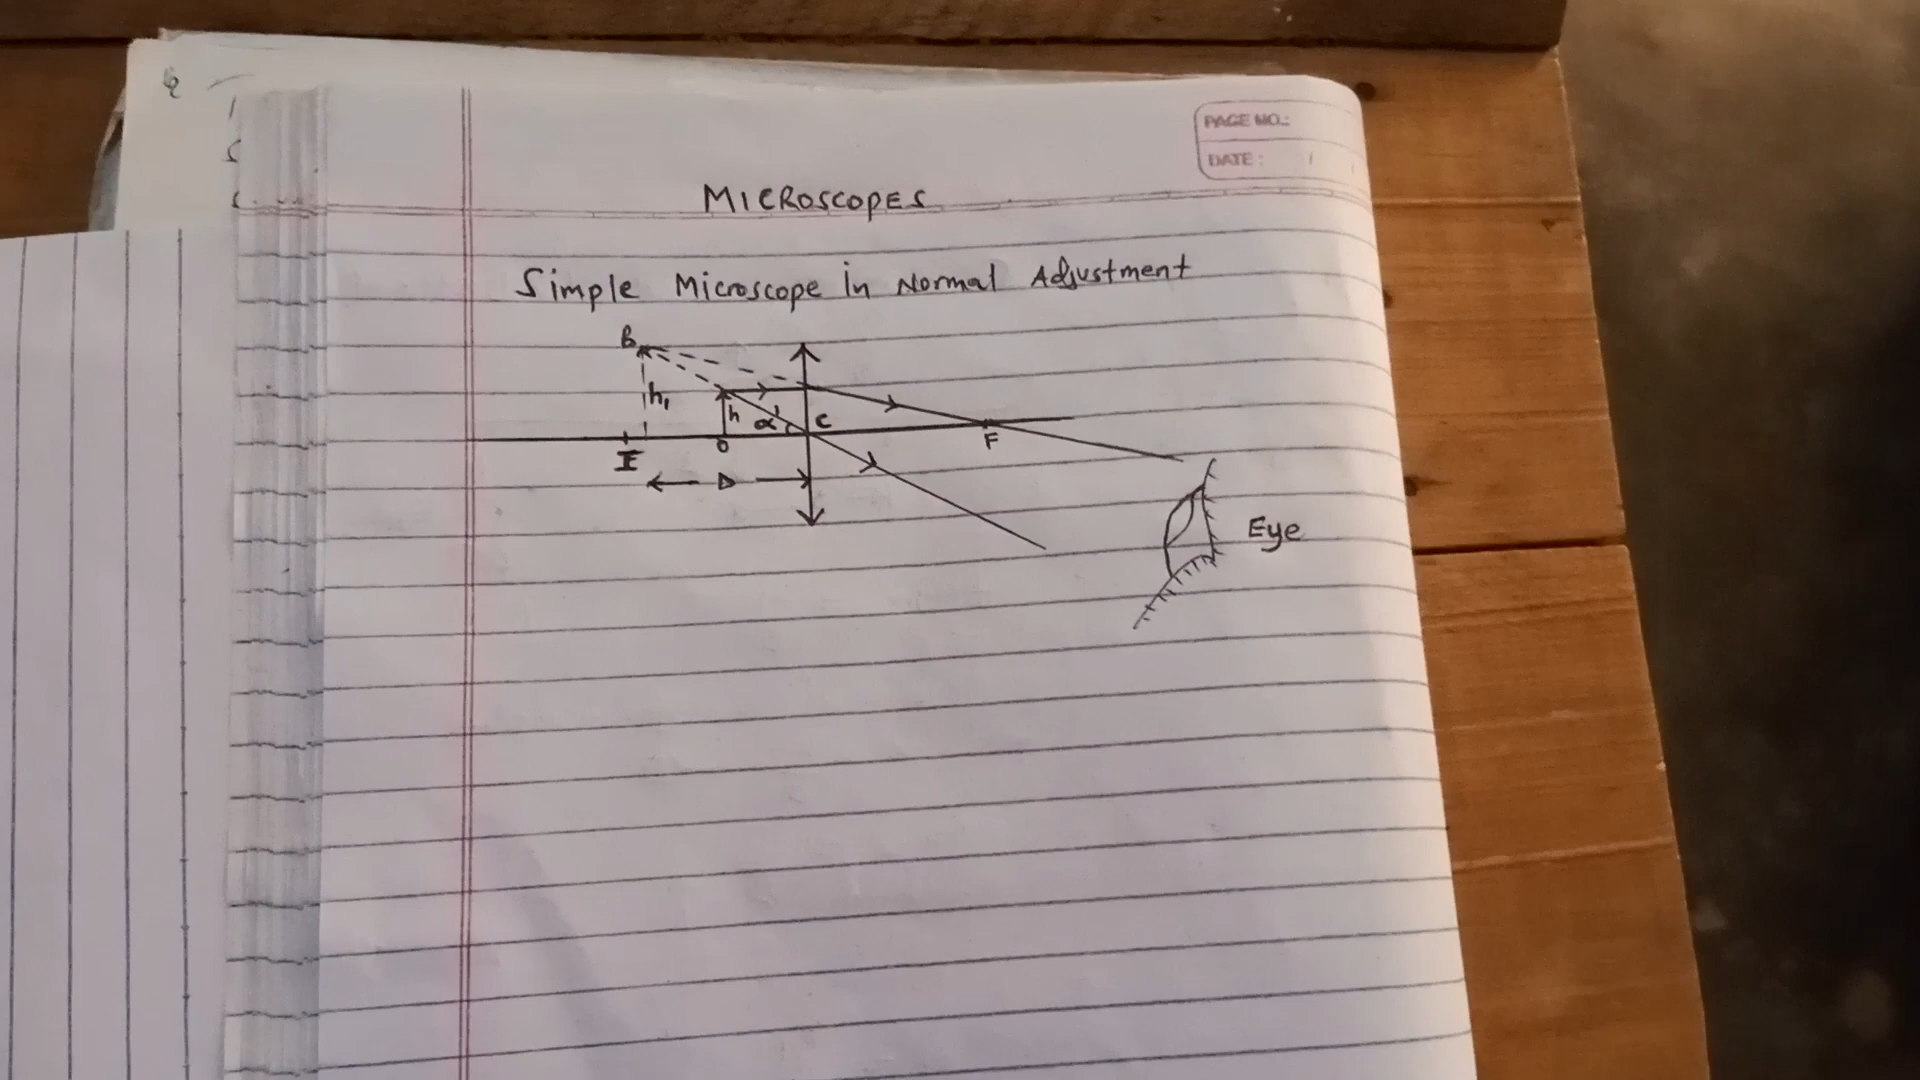 PAGE NO.:
DATE:
MICROSCOPES
Simple Microscope in Normal Adjustment
B
h₁
h
α'
C
I
O
F
D
Eye